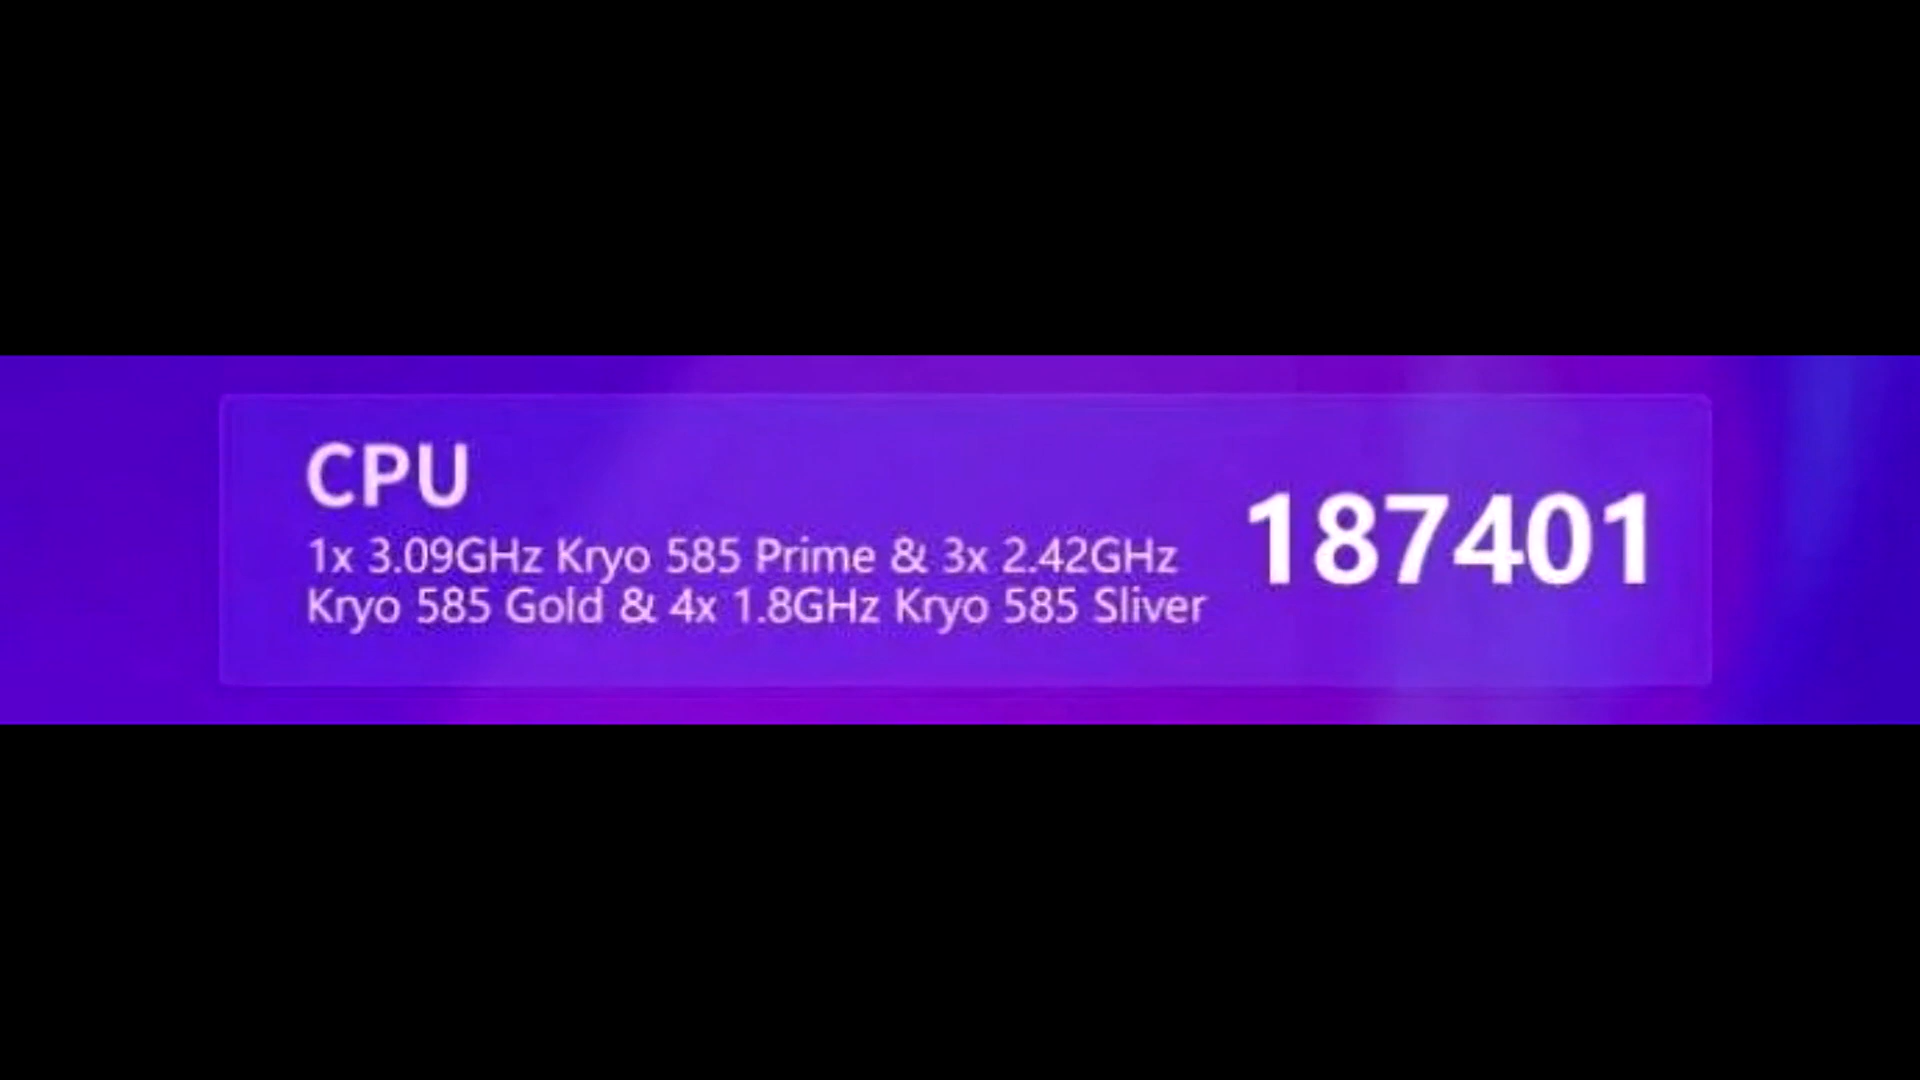 CPU
1x 3.09GHz Kryo 585 Prime & 3x 2.42GHz
Kryo 585 Gold & 4x 1.8GHz Kryo 585 Sliver
187401